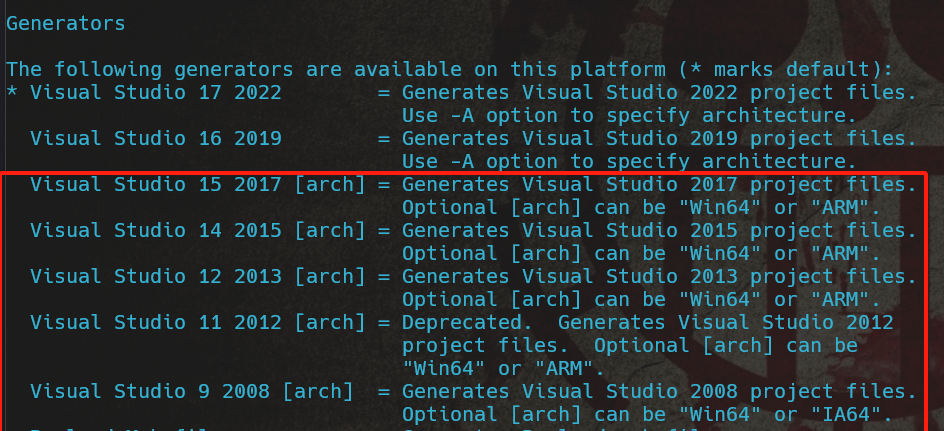 Generators
The following generators are available on this platform (* marks default):
* Visual Studio 17 2022 = Generates Visual Studio 2022 project files.
Use -A option to specify architecture.
Visual Studio 16 2019 = Generates Visual Studio 2019 project files.
Use -A option to specify architecture.
Visual Studio 15 2017 [arch] = Generates Visual Studio 2017 project files.
Optional [arch] can be "Win64" or "ARM".
Visual Studio 14 2015 [arch] = Generates Visual Studio 2015 project files.
Optional [arch] can be "Win64" or "ARM".
Visual Studio 12 2013 [arch] = Generates Visual Studio 2013 project files.
Optional [arch] can be "Win64" or "ARM".
Visual Studio 11 2012 [arch] = Deprecated.  Generates Visual Studio 2012
project files.  Optional [arch] can be
"Win64" or "ARM".
Visual Studio 9 2008 [arch] = Generates Visual Studio 2008 project files.
Optional [arch] can be "Win64" or "IA64".